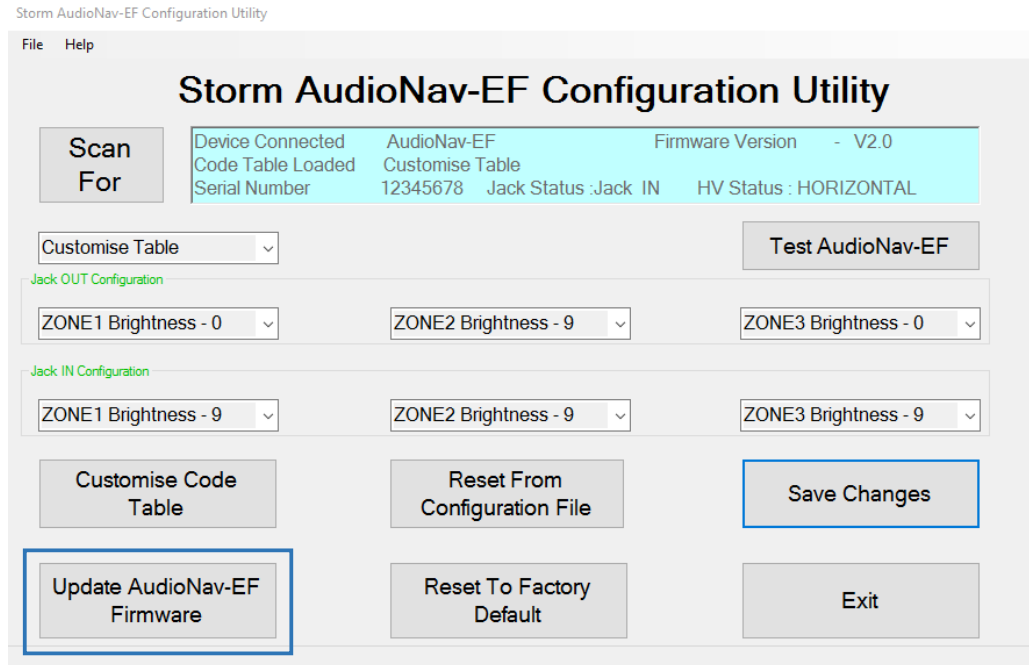 Storm AudioNav-EF Configuration Utility
File Help
Storm AudioNav-EF Configuration Utility
Scan
For
Device Connected AudioNav-EF Firmware Version - V2.0
Code Table Loaded Customise Table
Serial Number 12345678 Jack Status :Jack IN HV Status : HORIZONTAL
Customise Table
Test AudioNav-EF
Jack OUT Configuration
ZONE1 Brightness - 0
ZONE2 Brightness - 9
ZONE3 Brightness - 0
Jack IN Configuration
ZONE1 Brightness - 9
ZONE2 Brightness - 9
ZONE3 Brightness - 9
Customise Code
Table
Reset From
Configuration File
Save Changes
Update AudioNav-EF
Firmware
Reset To Factory
Default
Exit